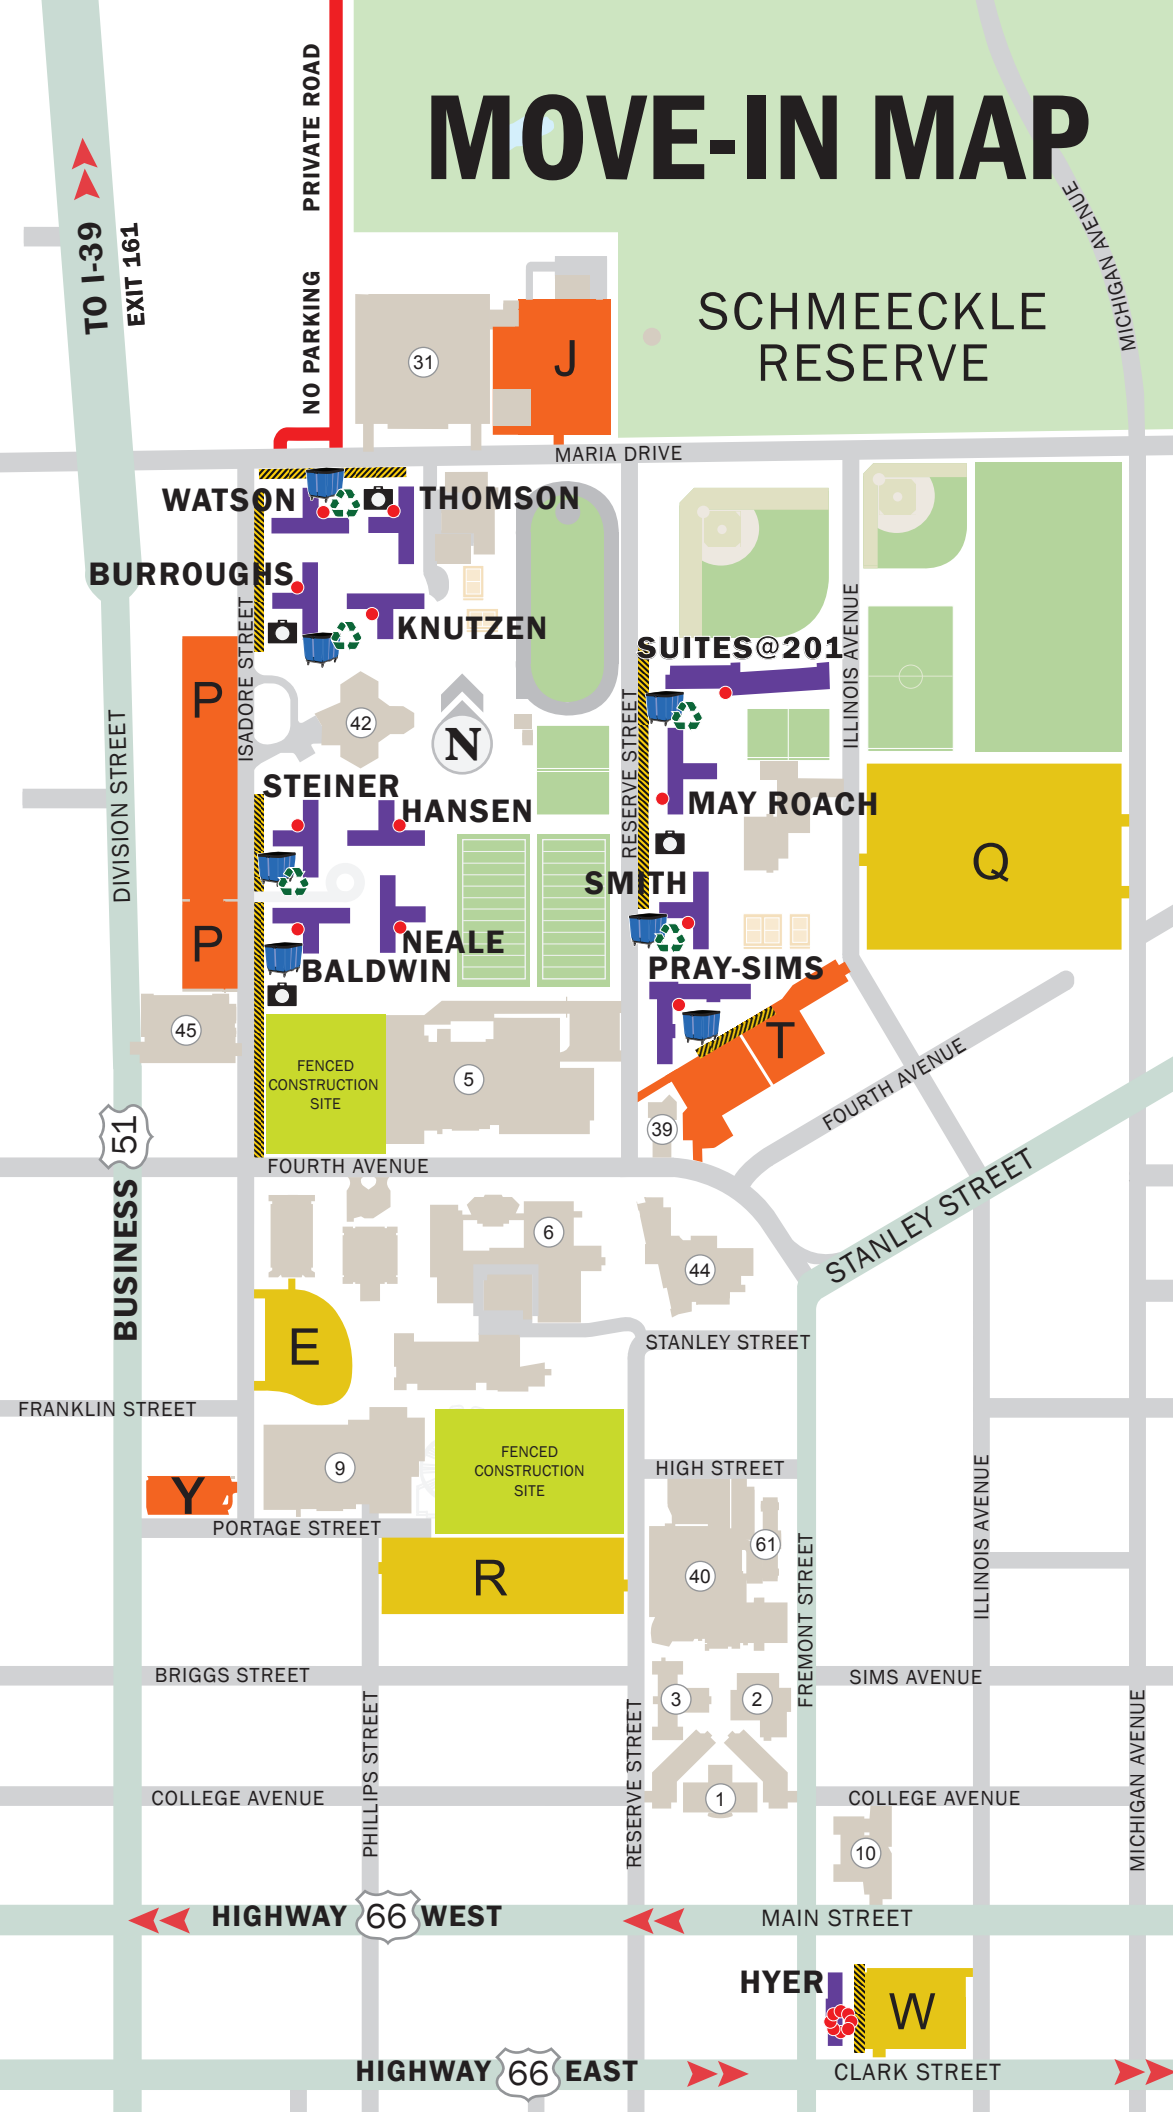 MOVE-IN MAP
PRIVATE ROAD
NO PARKING
TO I-39
EXIT 161
MICHIGAN AVENUE
SCHMEECKLE
RESERVE
31
J
MARIA DRIVE
WATSON
THOMSON
BURROUGHS
KNUTZEN
ISADORE STREET
SUITES@201
ILLINOIS AVENUE
P
42
N
RESERVE STREET
DIVISION STREET
STEINER
HANSEN
MAY ROACH
Q
SMITH
P
NEALE
BALDWIN
PRAY-SIMS
45
T
FENCED
CONSTRUCTION
SITE
5
39
FOURTH AVENUE
51
BUSINESS
FOURTH AVENUE
STANLEY STREET
6
44
E
STANLEY STREET
FRANKLIN STREET
9
FENCED
CONSTRUCTION
SITE
HIGH STREET
Y
PORTAGE STREET
R
61
40
FREMONT STREET
ILLINOIS AVENUE
BRIGGS STREET
SIMS AVENUE
3
2
PHILLIPS STREET
RESERVE STREET
MICHIGAN AVENUE
COLLEGE AVENUE
1
COLLEGE AVENUE
10
HIGHWAY 66 WEST
MAIN STREET
HYER
W
HIGHWAY 66 EAST
CLARK STREET